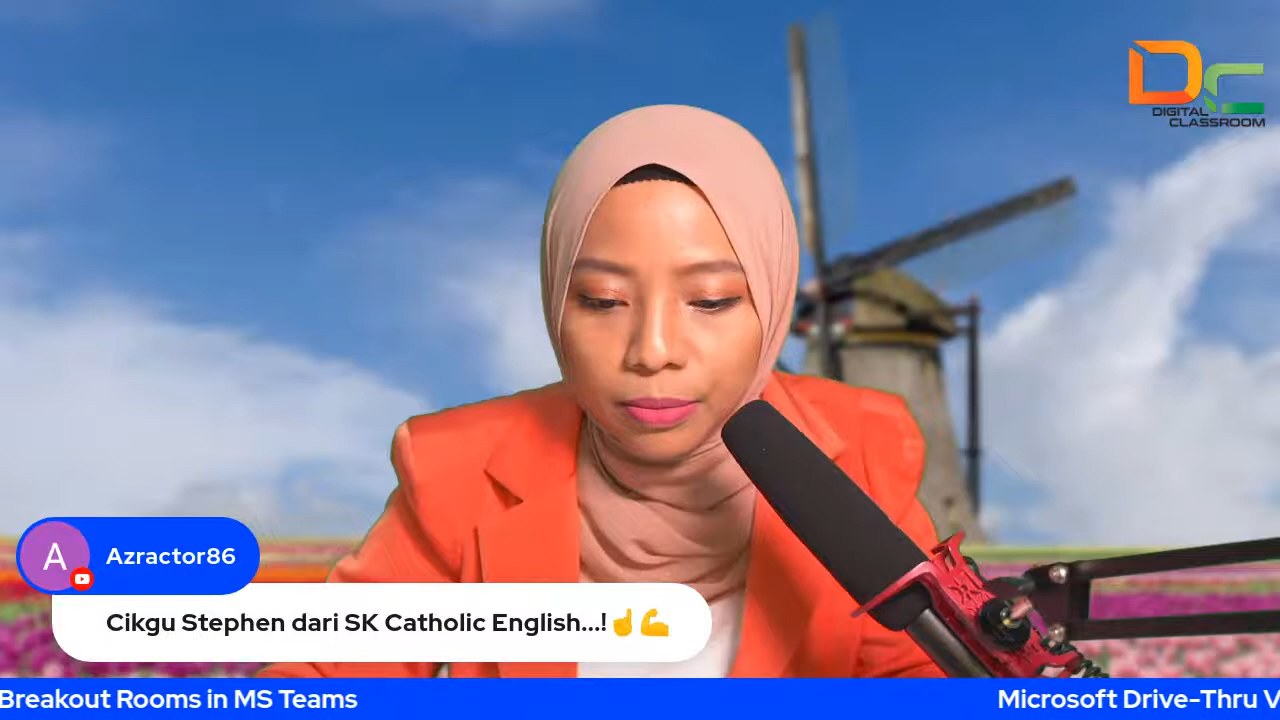 DIGITAL
CLASSROOM
Azractor86
Cikgu Stephen dari SK Catholic English...!☝️💪
Breakout Rooms in MS Teams
Microsoft Drive-Thru V